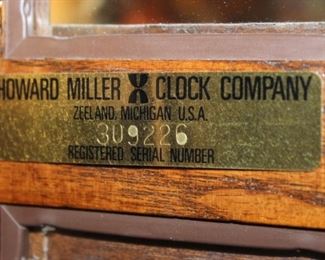 HOWARD MILLER CLOCK COMPANY
ZEELAND, MICHIGAN U.S.A.
309226
REGISTERED SERIAL NUMBER